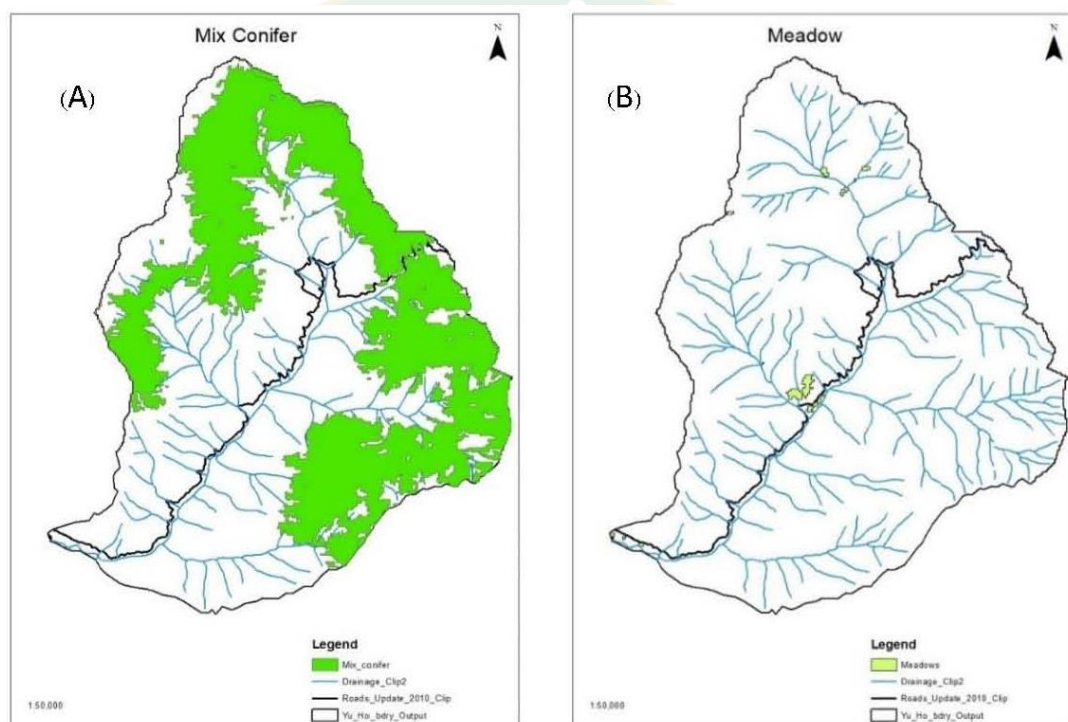 Mix Conifer
N
(A)
Legend
Mix_conifer
Drainage_Clip2
Roads_Update_2010_Clip
Yu_Ho_bdry_Output
1:50,000
Meadow
N
(B)
Legend
Meadows
Drainage_Clip2
Roads_Update_2010_Clip
Yu_Ho_bdry_Output
1:50,000